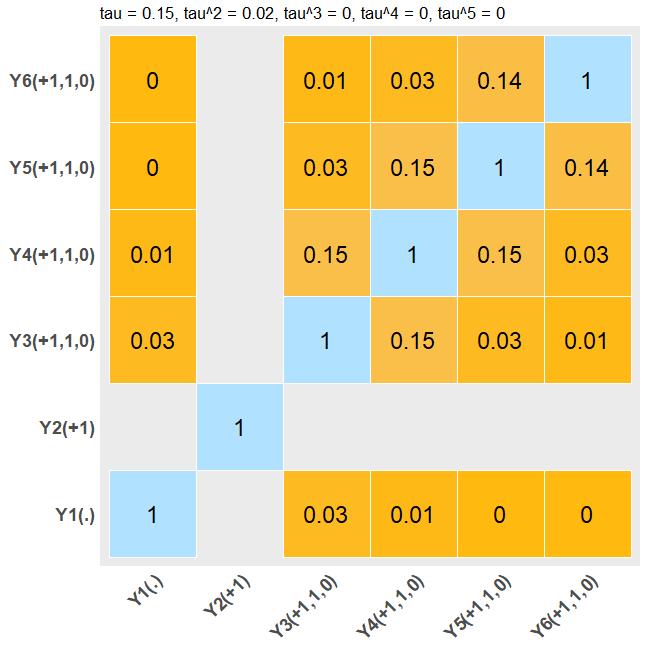 tau = 0.15, tau^2 = 0.02, tau^3 = 0, tau^4 = 0, tau^5 = 0
Y6(+1,1,0) 0 0.01 0.03 0.14 1
Y5(+1,1,0) 0 0.03 0.15 1 0.14
Y4(+1,1,0) 0.01 0.15 1 0.15 0.03
Y3(+1,1,0) 0.03 1 0.15 0.03 0.01
Y2(+1) 1
Y1(.) 1 0.03 0.01 0 0
Y1(.) Y2(+1) Y3(+1,1,0) Y4(+1,1,0) Y5(+1,1,0) Y6(+1,1,0)